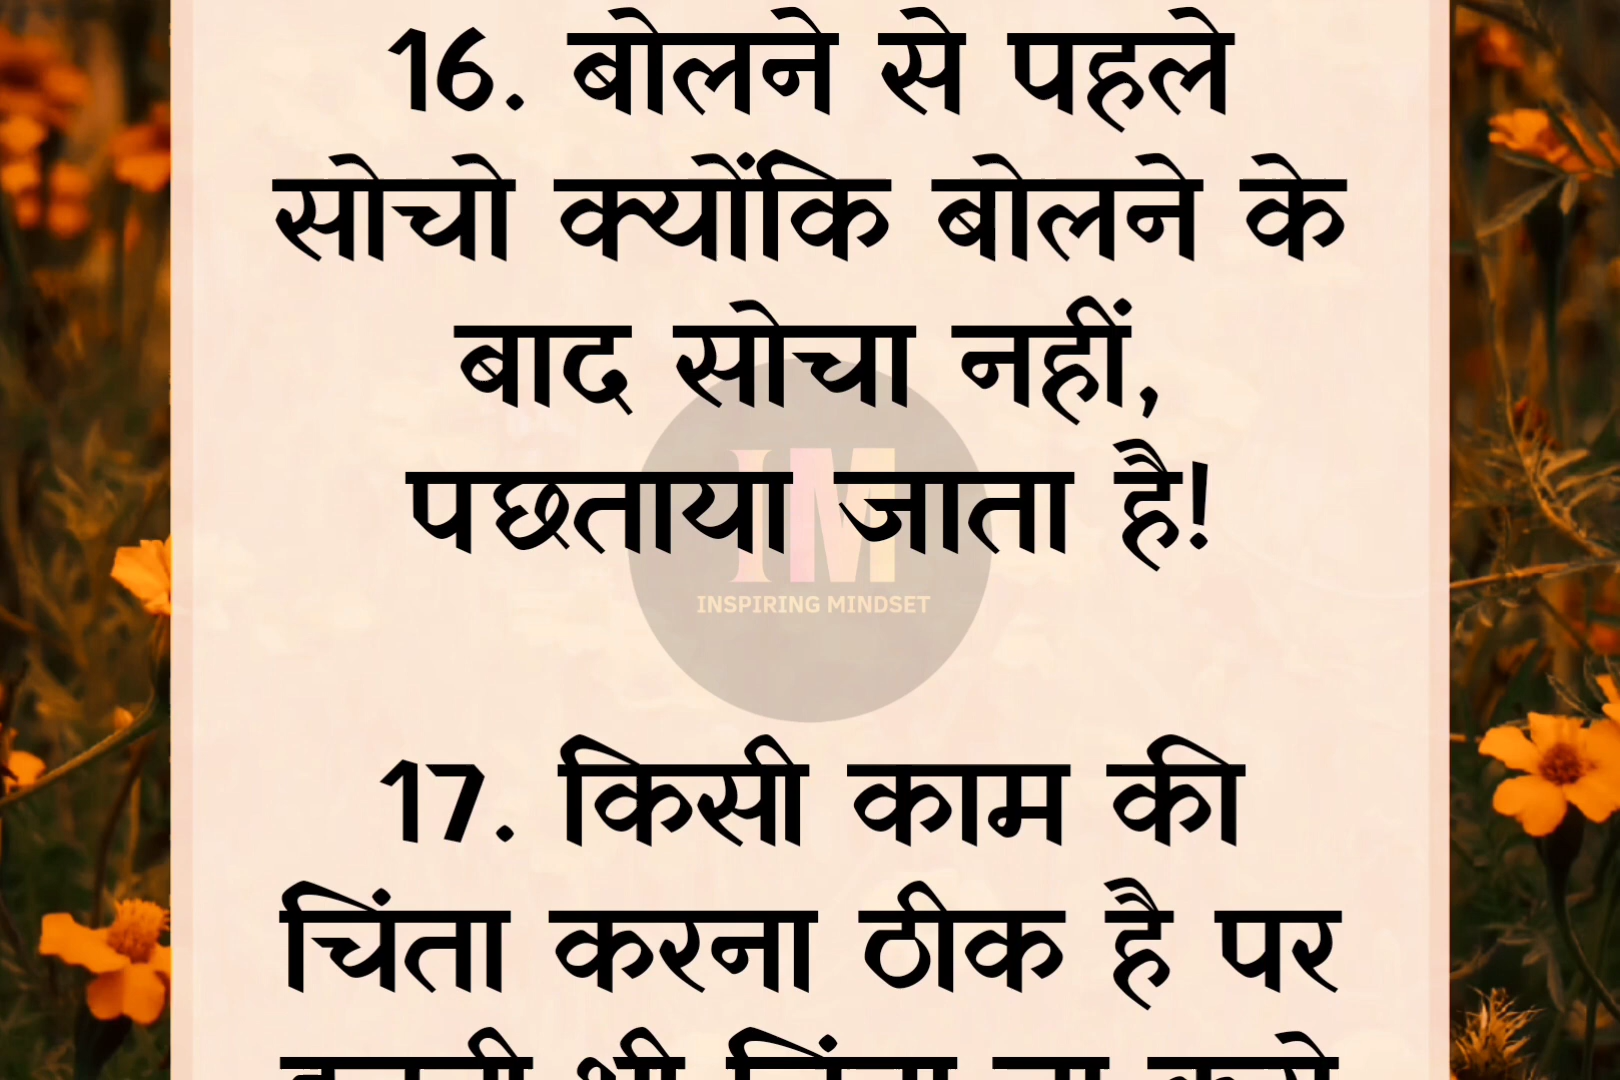 16. बोलने से पहले
सोचो क्योंकि बोलने के
बाद सोचा नहीं,
पछताया जाता है!
IM
INSPIRING MINDSET
17. किसी काम की
चिंता करना ठीक है पर